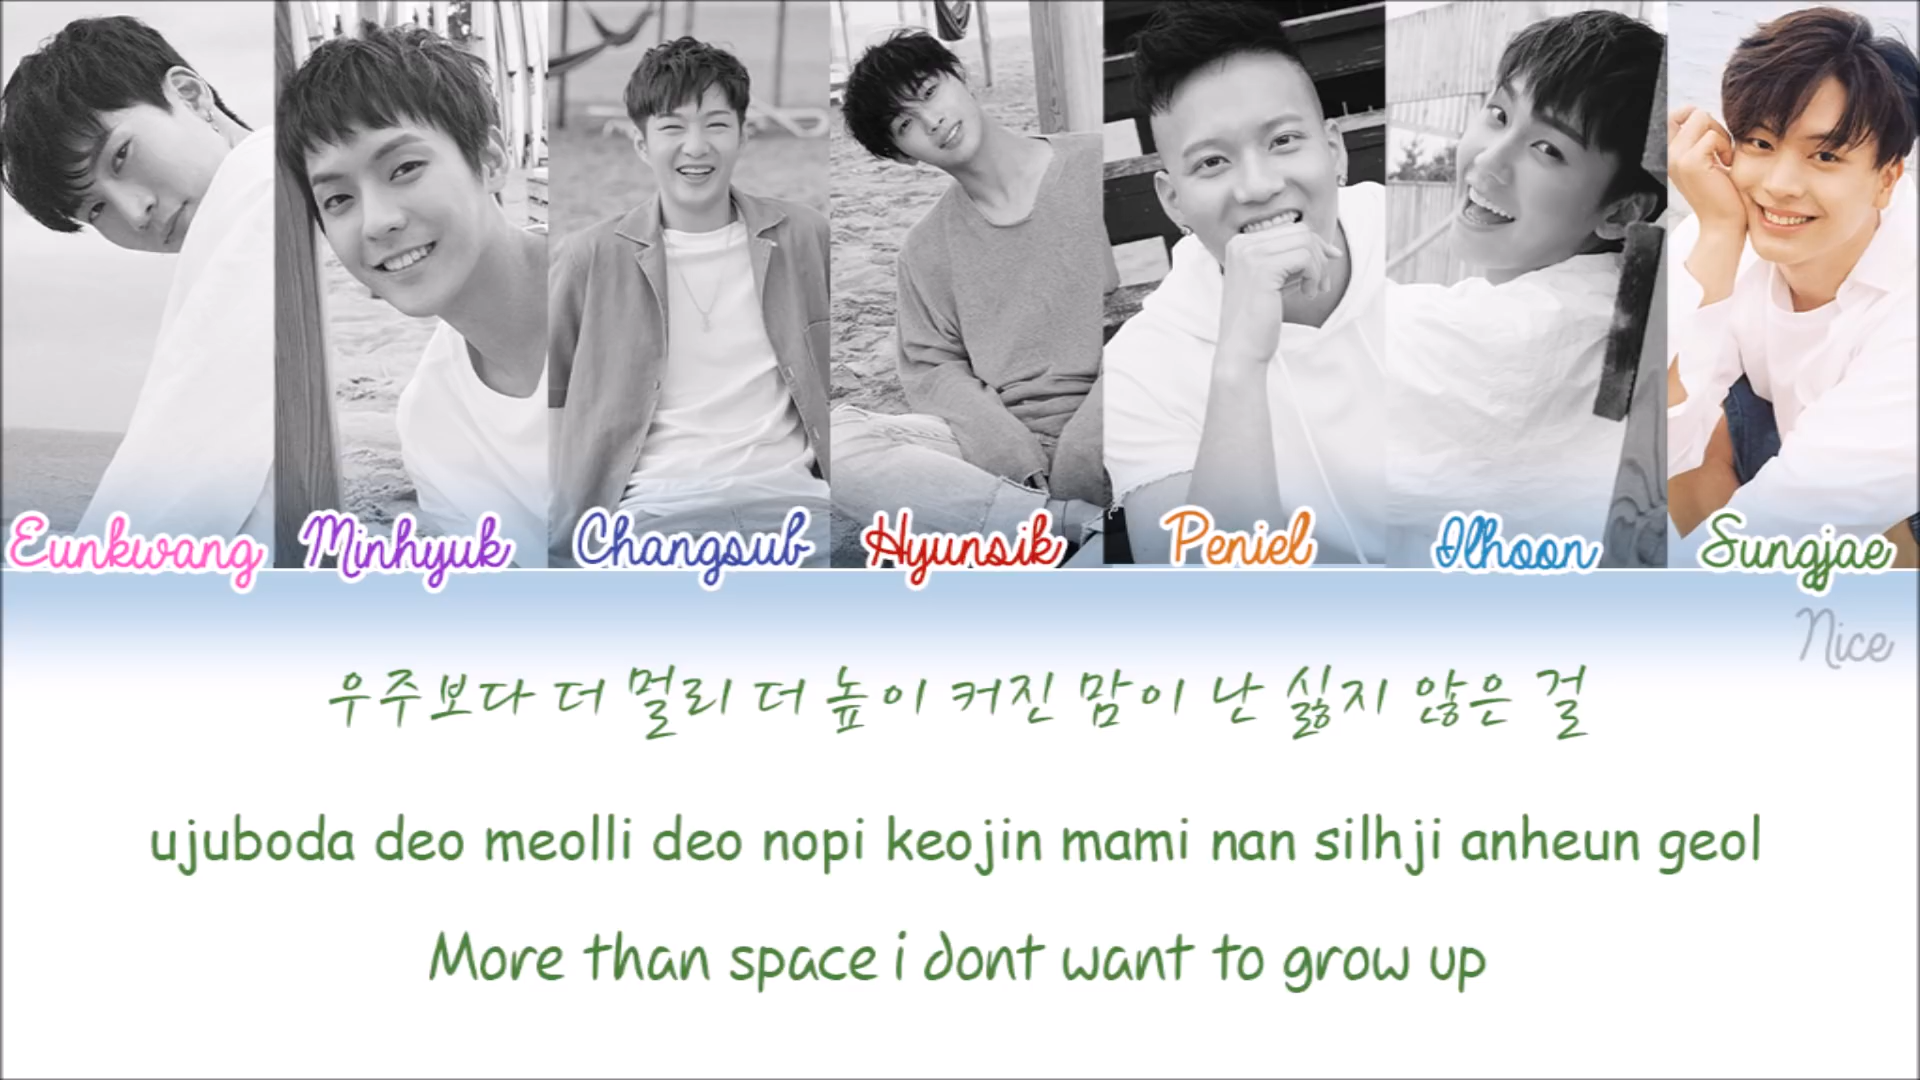 Eunkwang Minhyuk Changsub Hyunsik Peniel Ilhoon Sungjae
Nice
우주보다 더 멀리 더 높이 커진 맘이 난 싫지 않은 걸
ujuboda deo meolli deo nopi keojin mami nan silhji anheun geol
More than space i dont want to grow up